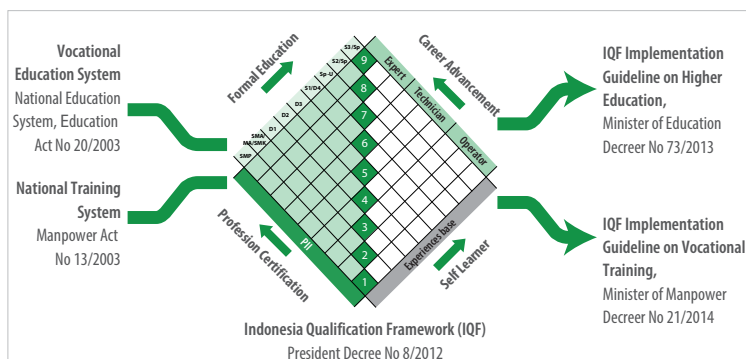 Vocational
Education System
National Education
System, Education
Act No 20/2003
National Training
System
Manpower Act
No 13/2003
Formal Education
SMP
SMA/
MA/SMK
D1
D2
D3
S1/D4
Sp-U
S2/Sp
S3/Sp
9
8
7
6
5
4
3
2
1
Expert
Technician
Operator
Career Advancement
PII
Profession Certification
Experiences base
Self Learner
IQF Implementation
Guideline on Higher
Education,
Minister of Education
Decreer No 73/2013
IQF Implementation
Guideline on Vocational
Training,
Minister of Manpower
Decreer No 21/2014
Indonesia Qualification Framework (IQF)
President Decree No 8/2012